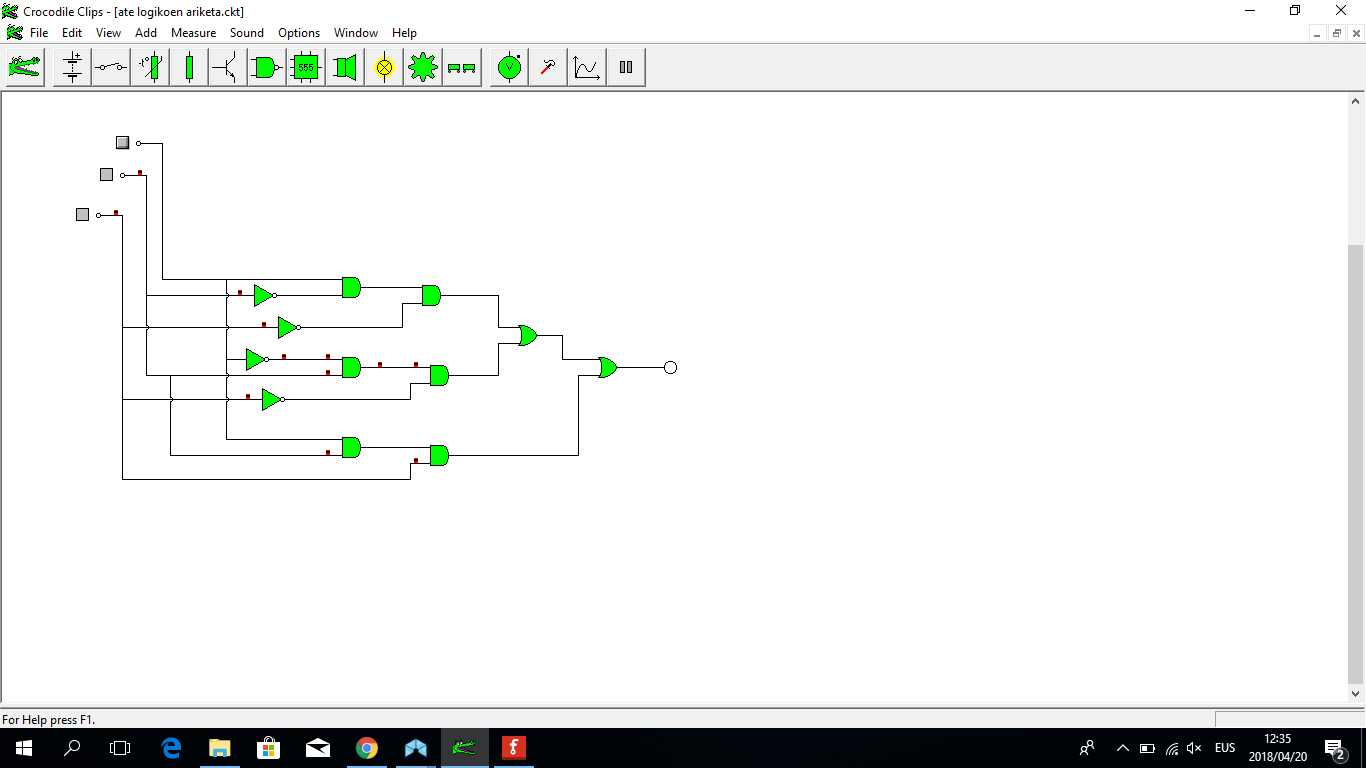 Crocodile Clips - [ate logikoen ariketa.ckt]
File Edit View Add Measure Sound Options Window Help
555 V
For Help press F1.
EUS 12:35
2018/04/20 2